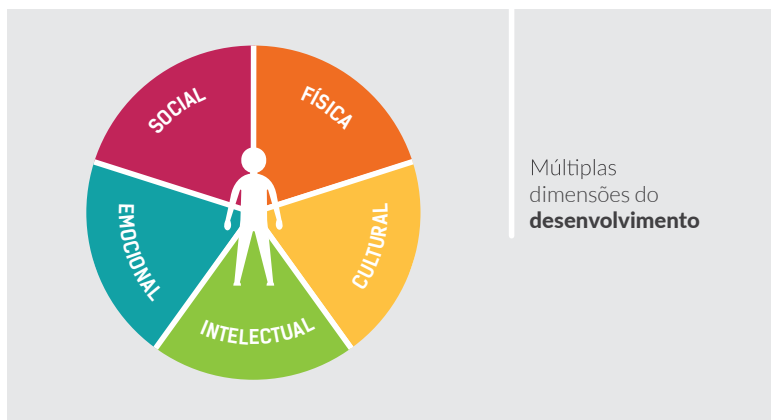 SOCIAL
FÍSICA
EMOCIONAL
CULTURAL
INTELECTUAL
Múltiplas
dimensões do
desenvolvimento